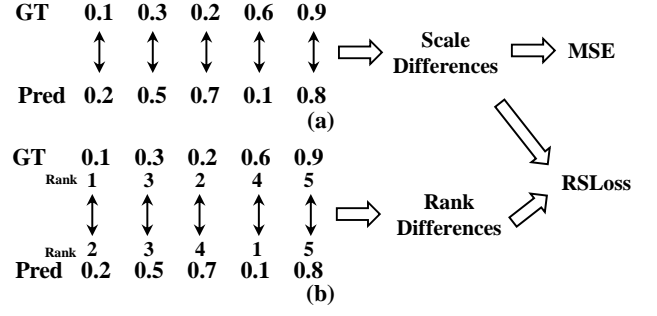 GT 0.1 0.3 0.2 0.6 0.9
Scale
Differences
MSE
Pred 0.2 0.5 0.7 0.1 0.8
(a)
GT 0.1 0.3 0.2 0.6 0.9
Rank 1 3 2 4 5
RSLoss
Rank
Differences
Rank 2 3 4 1 5
Pred 0.2 0.5 0.7 0.1 0.8
(b)